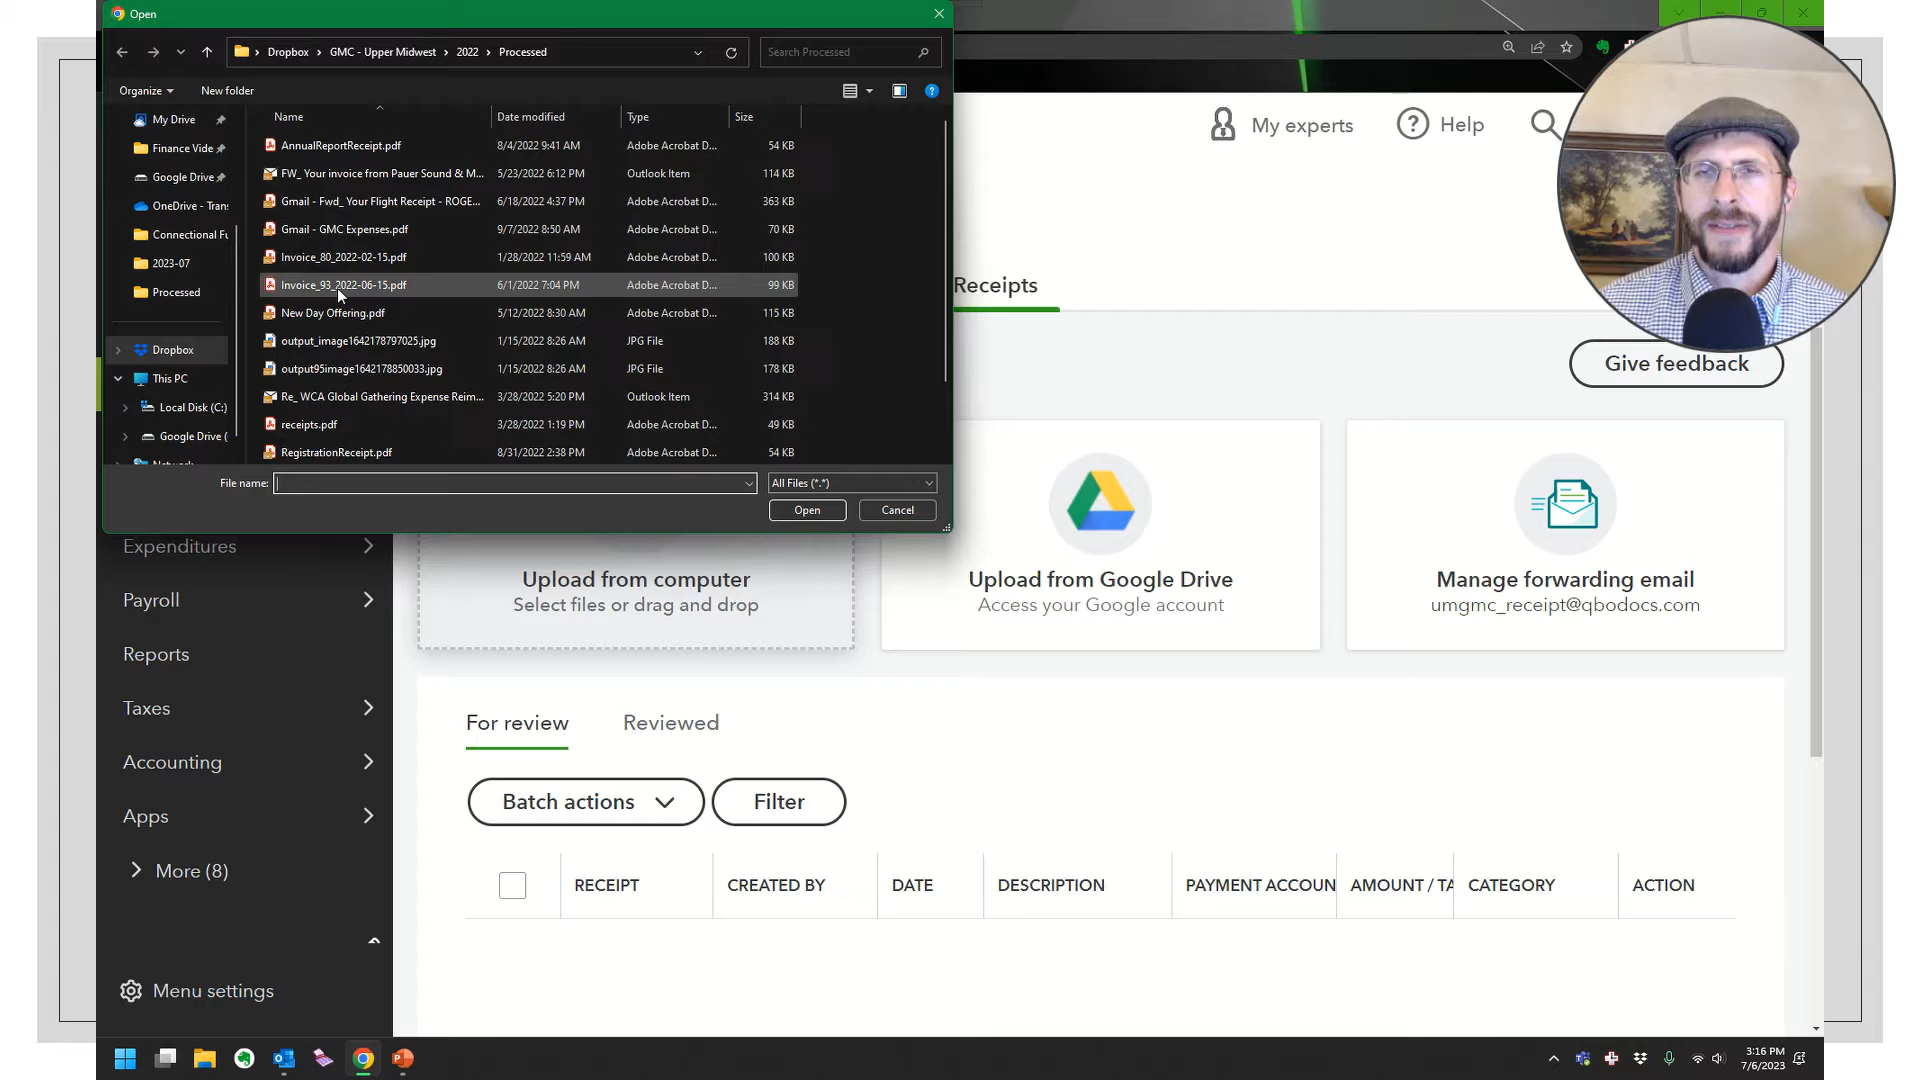 Open
Dropbox > GMC - Upper Midwest > 2022 > Processed
Search Processed
Organize
New folder
Name
Date modified
Type
Size
My Drive
Finance Vide
Google Drive
OneDrive - Tran
Connectional Fu
2023-07
Processed
Dropbox
This PC
Local Disk (C:)
Google Drive (
AnnualReportReceipt.pdf 8/4/2022 9:41 AM Adobe Acrobat D... 54 KB
FW_ Your invoice from Pauer Sound & M... 5/23/2022 6:12 PM Outlook Item 114 KB
Gmail - Fwd_ Your Flight Receipt - ROGE... 6/18/2022 4:37 PM Adobe Acrobat D... 363 KB
Gmail - GMC Expenses.pdf 9/7/2022 8:50 AM Adobe Acrobat D... 70 KB
Invoice_80_2022-02-15.pdf 1/28/2022 11:59 AM Adobe Acrobat D... 100 KB
Invoice_93_2022-06-15.pdf 6/1/2022 7:04 PM Adobe Acrobat D... 99 KB
New Day Offering.pdf 5/12/2022 8:30 AM Adobe Acrobat D... 115 KB
output_image1642178797025.jpg 1/15/2022 8:26 AM JPG File 188 KB
output95image1642178850033.jpg 1/15/2022 8:26 AM JPG File 178 KB
Re_ WCA Global Gathering Expense Reim... 3/28/2022 5:20 PM Outlook Item 314 KB
receipts.pdf 3/28/2022 1:19 PM Adobe Acrobat D... 49 KB
RegistrationReceipt.pdf 8/31/2022 2:38 PM Adobe Acrobat D... 54 KB
File name:
All Files (*.*)
Open
Cancel
My experts
Help
Receipts
Give feedback
Expenditures
Payroll
Reports
Taxes
Accounting
Apps
More (8)
Menu settings
Upload from computer
Select files or drag and drop
Upload from Google Drive
Access your Google account
Manage forwarding email
umgmc_receipt@qbodocs.com
For review
Reviewed
Batch actions
Filter
RECEIPT
CREATED BY
DATE
DESCRIPTION
PAYMENT ACCOUN
AMOUNT / TA
CATEGORY
ACTION
3:16 PM
7/6/2023